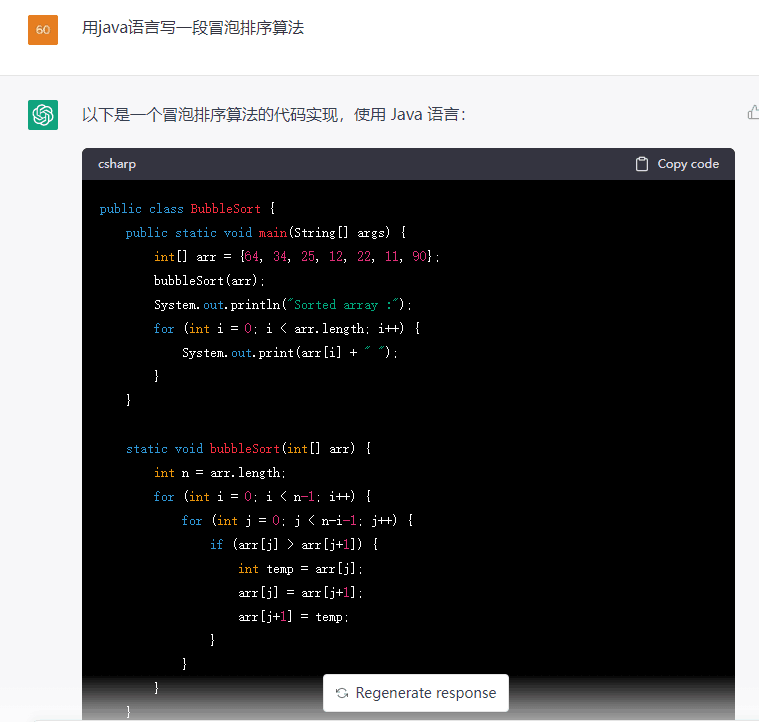 60
用java语言写一段冒泡排序算法
以下是一个冒泡排序算法的代码实现，使用 Java 语言：
csharp
Copy code
public class BubbleSort {
public static void main(String[] args) {
int[] arr = {64, 34, 25, 12, 22, 11, 90};
bubbleSort(arr);
System.out.println("Sorted array :");
for (int i = 0; i < arr.length; i++) {
System.out.print(arr[i] + " ");
}
}
static void bubbleSort(int[] arr) {
int n = arr.length;
for (int i = 0; i < n-1; i++) {
for (int j = 0; j < n-i-1; j++) {
if (arr[j] > arr[j+1]) {
int temp = arr[j];
arr[j] = arr[j+1];
arr[j+1] = temp;
}
}
}
}
Regenerate response